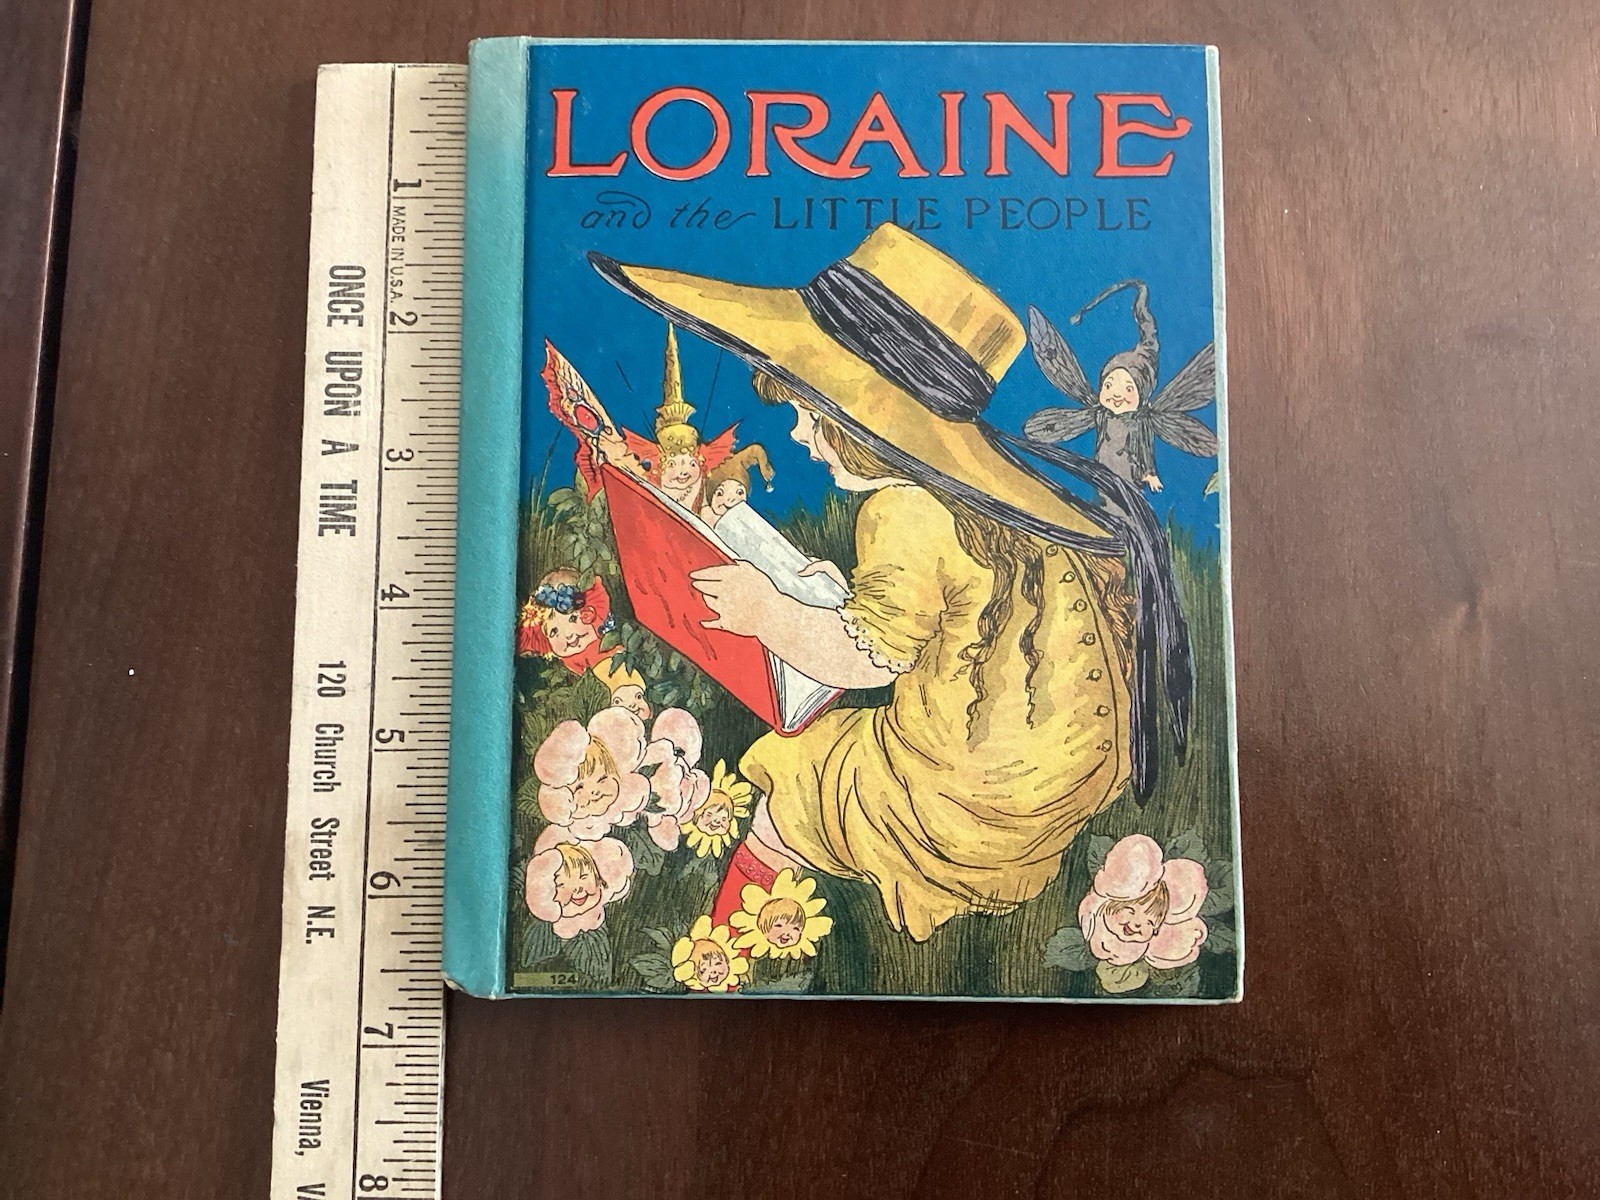 LORAINE
and the LITTLE PEOPLE
124
1
MADE IN U.S.A.
2
3
4
5
6
7
8
ONCE UPON A TIME
120 Church Street N.E.
Vienna,